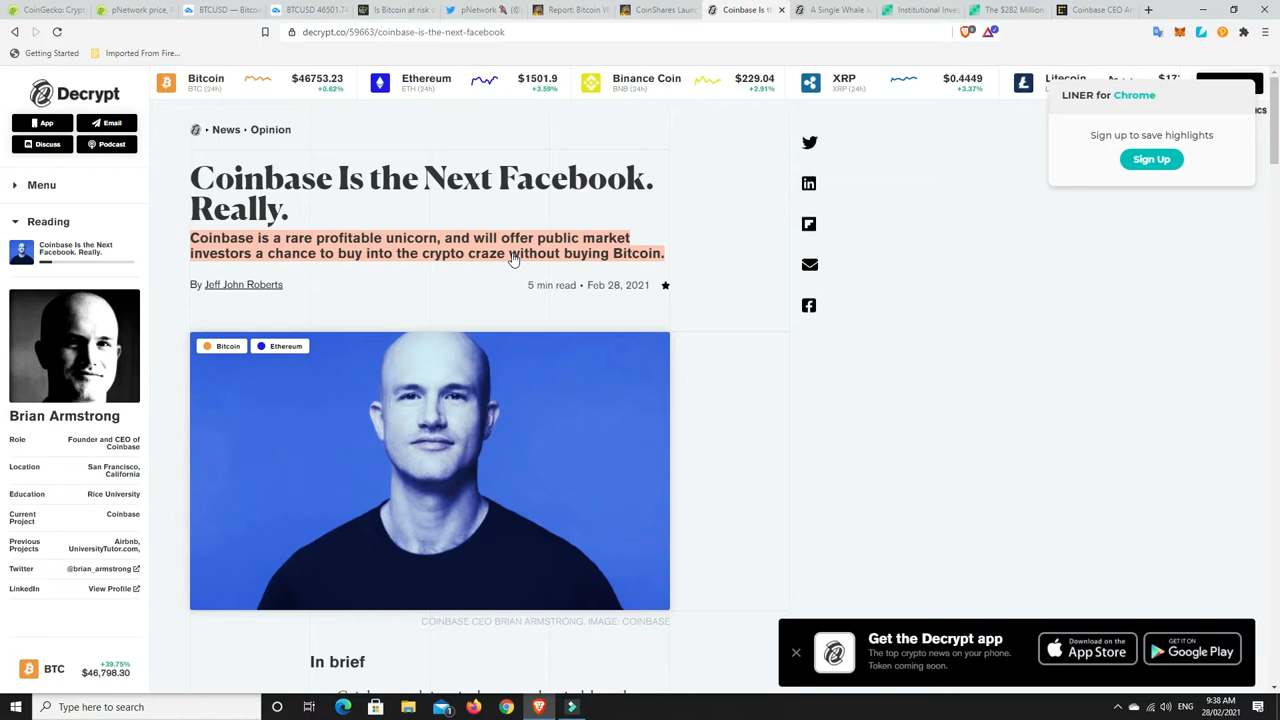 CoinGecko: Crypto
pNetwork price, P
BTCUSD — Bitco
BTCUSD 46501.74
Is Bitcoin at risk o
pNetwork
Report: Bitcoin W
CoinShares Launc
Coinbase Is th
A Single Whale Ju
Institutional Inves
The $282 Million
Coinbase CEO Ar
decrypt.co/59663/coinbase-is-the-next-facebook
Getting Started
Imported From Fire...
Decrypt
App
Email
Discuss
Podcast
Menu
Reading
Coinbase Is the Next
Facebook. Really.
Brian Armstrong
Role Founder and CEO of
Coinbase
Location San Francisco,
California
Education Rice University
Current
Project Coinbase
Previous
Projects Airbnb,
UniversityTutor.com,
Twitter @brian_armstrong
LinkedIn View Profile
BTC +39.75%
$46,798.30
Bitcoin $46753.23
BTC (24h) +0.62%
Ethereum $1501.9
ETH (24h) +3.59%
Binance Coin $229.04
BNB (24h) +2.91%
XRP $0.4449
XRP (24h) +3.37%
Litecoin
News • Opinion
Coinbase Is the Next Facebook.
Really.
Coinbase is a rare profitable unicorn, and will offer public market
investors a chance to buy into the crypto craze without buying Bitcoin.
By Jeff John Roberts
5 min read • Feb 28, 2021
Bitcoin
Ethereum
COINBASE CEO BRIAN ARMSTRONG. IMAGE: COINBASE
In brief
LINER for Chrome
Sign up to save highlights
Sign Up
Get the Decrypt app
The top crypto news on your phone.
Token coming soon.
Download on the
App Store
GET IT ON
Google Play
Type here to search
ENG
9:38 AM
28/02/2021